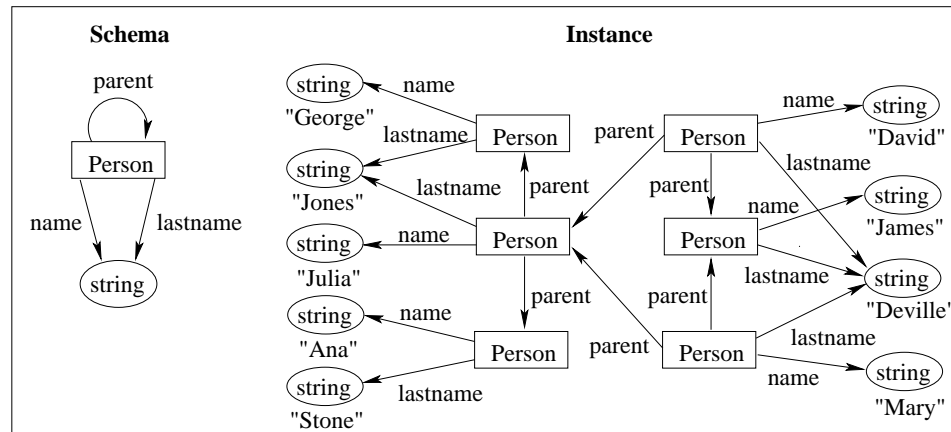 Schema
parent
Person
name
lastname
string
Instance
string
"George"
name
lastname
Person
string
"Jones"
lastname
parent
string
"Julia"
name
Person
parent
string
"Ana"
name
Person
string
"Stone"
lastname
parent
Person
name
string
"David"
parent
name
string
"James"
Person
lastname
string
"Deville"
parent
parent
Person
lastname
name
string
"Mary"